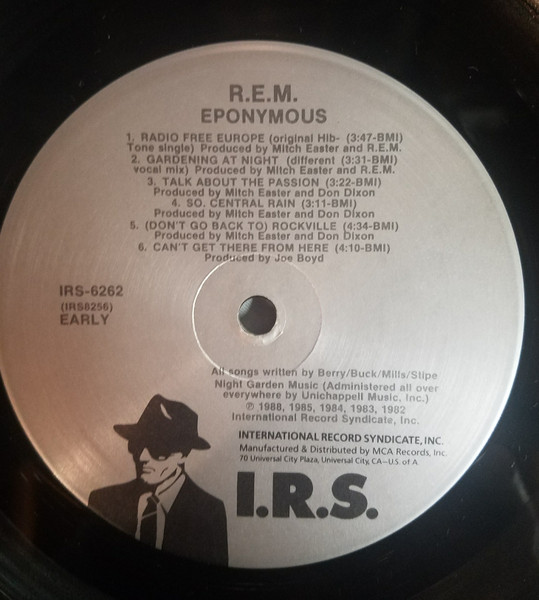 R.E.M.
EPONYMOUS
1. RADIO FREE EUROPE (original Hib- (3:47-BMI)
Tone single) Produced by Mitch Easter and R.E.M.
2. GARDENING AT NIGHT (different (3:31-BMI)
vocal mix) Produced by Mitch Easter and R.E.M.
3. TALK ABOUT THE PASSION (3:22-BMI)
Produced by Mitch Easter and Don Dixon
4. SO. CENTRAL RAIN (3:11-BMI)
Produced by Mitch Easter and Don Dixon
5. (DON'T GO BACK TO) ROCKVILLE (4:34-BMI)
Produced by Mitch Easter and Don Dixon
6. CAN'T GET THERE FROM HERE (4:10-BMI)
Produced by Joe Boyd
IRS-6262
(IRS6256)
EARLY
All songs written by Berry/Buck/Mills/Stipe
Night Garden Music (Administered all over
everywhere by Unichappell Music, Inc.)
℗ 1988, 1985, 1984, 1983, 1982
International Record Syndicate, Inc.
INTERNATIONAL RECORD SYNDICATE, INC.
Manufactured & Distributed by MCA Records, Inc.
70 Universal City Plaza, Universal City, CA—U.S. of A
I.R.S.